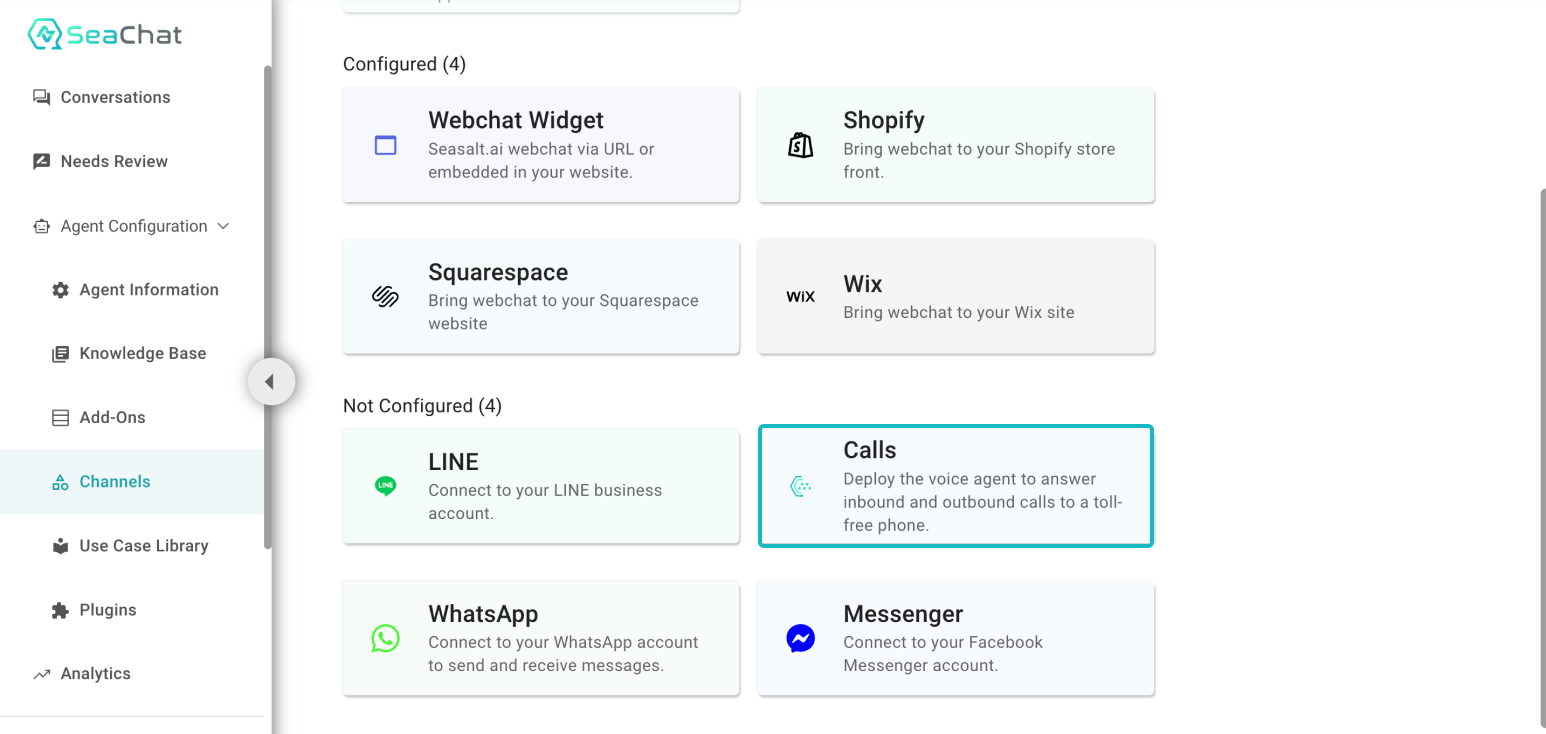 SeaChat
Conversations
Needs Review
Agent Configuration
Agent Information
Knowledge Base
Add-Ons
Channels
Use Case Library
Plugins
Analytics
Configured (4)
Webchat Widget
Seasalt.ai webchat via URL or
embedded in your website.
Shopify
Bring webchat to your Shopify store
front.
Squarespace
Bring webchat to your Squarespace
website
WiX
Wix
Bring webchat to your Wix site
Not Configured (4)
LINE
LINE
Connect to your LINE business
account.
Calls
Deploy the voice agent to answer
inbound and outbound calls to a toll-
free phone.
WhatsApp
Connect to your WhatsApp account
to send and receive messages.
Messenger
Connect to your Facebook
Messenger account.